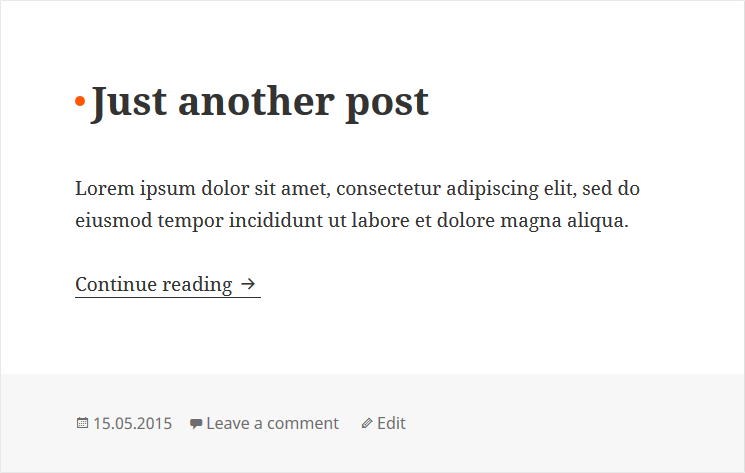 Just another post
Lorem ipsum dolor sit amet, consectetur adipiscing elit, sed do
eiusmod tempor incididunt ut labore et dolore magna aliqua.
Continue reading →
15.05.2015 Leave a comment Edit